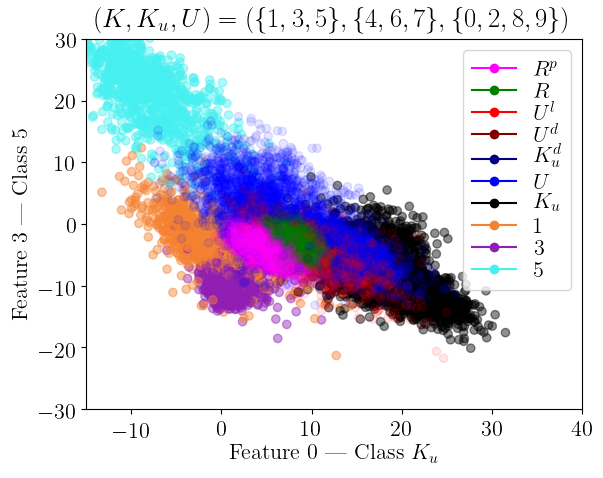 (K, K_u, U) = ({1, 3, 5}, {4, 6, 7}, {0, 2, 8, 9})
30
20
10
0
−10
−20
−30
Feature 3 — Class 5
R^p
R
U^l
U^d
K_u^d
U
K_u
1
3
5
−10
0
10
20
30
40
Feature 0 — Class K_u